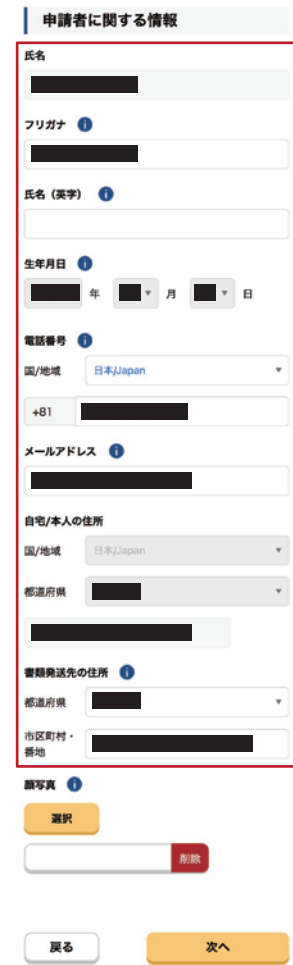 申請者に関する情報
氏名
フリガナ
氏名（英字）
生年月日
年 月 日
電話番号
国/地域 日本/Japan
+81
メールアドレス
自宅/本人の住所
国/地域 日本/Japan
都道府県
書類発送先の住所
都道府県
市区町村・
番地
顔写真
選択
削除
戻る 次へ